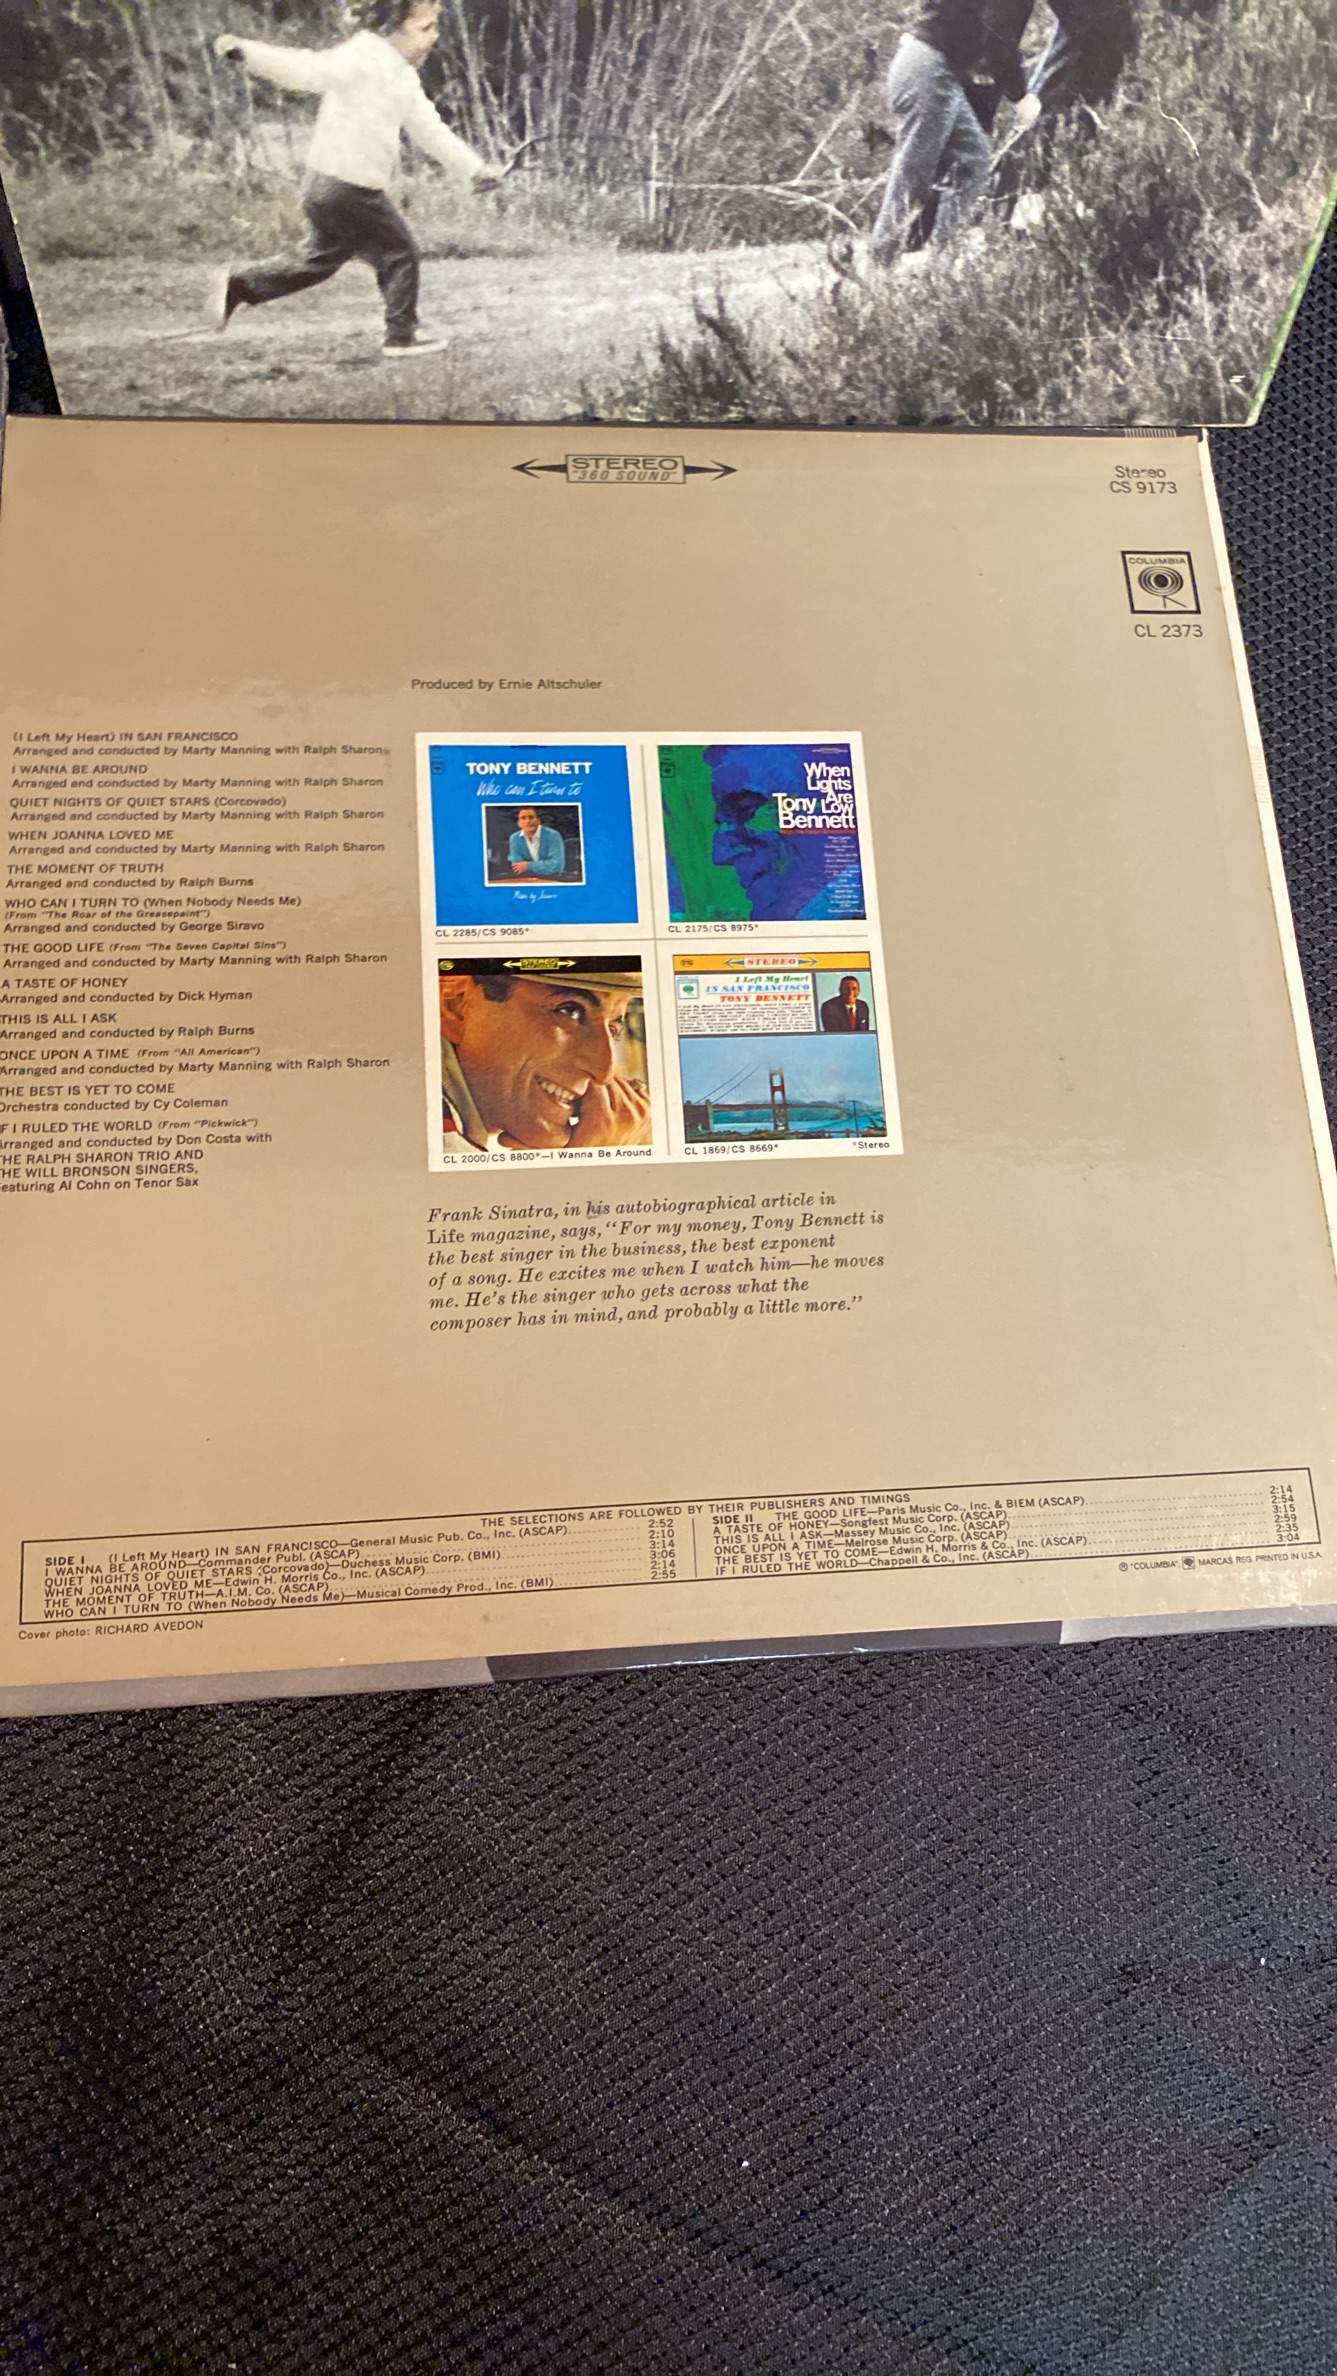 STEREO
"360 SOUND"
Stereo
CS 9173
COLUMBIA
CL 2373
Produced by Ernie Altschuler
(I Left My Heart) IN SAN FRANCISCO
Arranged and conducted by Marty Manning with Ralph Sharon
I WANNA BE AROUND
Arranged and conducted by Marty Manning with Ralph Sharon
QUIET NIGHTS OF QUIET STARS (Corcovado)
Arranged and conducted by Marty Manning with Ralph Sharon
WHEN JOANNA LOVED ME
Arranged and conducted by Marty Manning with Ralph Sharon
THE MOMENT OF TRUTH
Arranged and conducted by Ralph Burns
WHO CAN I TURN TO (When Nobody Needs Me)
(From "The Roar of the Greasepaint")
Arranged and conducted by George Siravo
THE GOOD LIFE (From "The Seven Capital Sins")
Arranged and conducted by Marty Manning with Ralph Sharon
A TASTE OF HONEY
Arranged and conducted by Dick Hyman
THIS IS ALL I ASK
Arranged and conducted by Ralph Burns
ONCE UPON A TIME (From "All American")
Arranged and conducted by Marty Manning with Ralph Sharon
THE BEST IS YET TO COME
Orchestra conducted by Cy Coleman
F I RULED THE WORLD (From "Pickwick")
rranged and conducted by Don Costa with
HE RALPH SHARON TRIO AND
HE WILL BRONSON SINGERS,
eaturing Al Cohn on Tenor Sax
TONY BENNETT
Who can I turn to
CL 2285/CS 9085*
When
Lights
Are
Tony Low
Bennett
CL 2175/CS 8975*
STEREO
CL 2000/CS 8800*—I Wanna Be Around
STEREO
I Left My Heart
IN SAN FRANCISCO
TONY BENNETT
CL 1869/CS 8669*
*Stereo
Frank Sinatra, in his autobiographical article in
Life magazine, says, "For my money, Tony Bennett is
the best singer in the business, the best exponent
of a song. He excites me when I watch him—he moves
me. He's the singer who gets across what the
composer has in mind, and probably a little more."
THE SELECTIONS ARE FOLLOWED BY THEIR PUBLISHERS AND TIMINGS
SIDE I (I Left My Heart) IN SAN FRANCISCO—General Music Pub. Co., Inc. (ASCAP) 2:52
I WANNA BE AROUND—Commander Publ. (ASCAP) 2:10
QUIET NIGHTS OF QUIET STARS (Corcovado)—Duchess Music Corp. (BMI) 3:14
WHEN JOANNA LOVED ME—Edwin H. Morris Co., Inc. (ASCAP) 3:06
THE MOMENT OF TRUTH—A.I.M. Co. (ASCAP) 2:14
WHO CAN I TURN TO (When Nobody Needs Me)—Musical Comedy Prod., Inc. (BMI) 2:55
SIDE II THE GOOD LIFE—Paris Music Co., Inc. & BIEM (ASCAP) 2:14
A TASTE OF HONEY—Songfest Music Corp. (ASCAP) 2:54
THIS IS ALL I ASK—Massey Music Co., Inc. (ASCAP) 3:15
ONCE UPON A TIME—Melrose Music Corp. (ASCAP) 2:59
THE BEST IS YET TO COME—Edwin H. Morris & Co., Inc. (ASCAP) 2:35
IF I RULED THE WORLD—Chappell & Co., Inc. (ASCAP) 3:04
® "COLUMBIA", MARCAS REG. PRINTED IN U.S.A.
Cover photo: RICHARD AVEDON